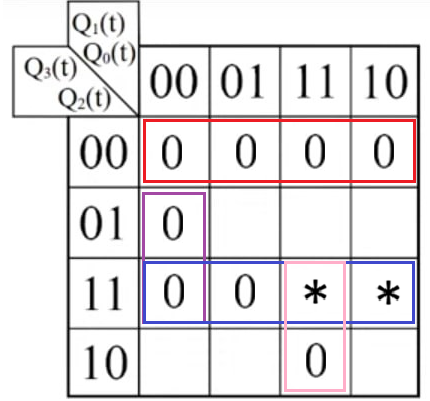 Q₁(t)
Q₀(t)
Q₃(t)
Q₂(t)
00 01 11 10
00 0 0 0 0
01 0
11 0 0 * *
10 0